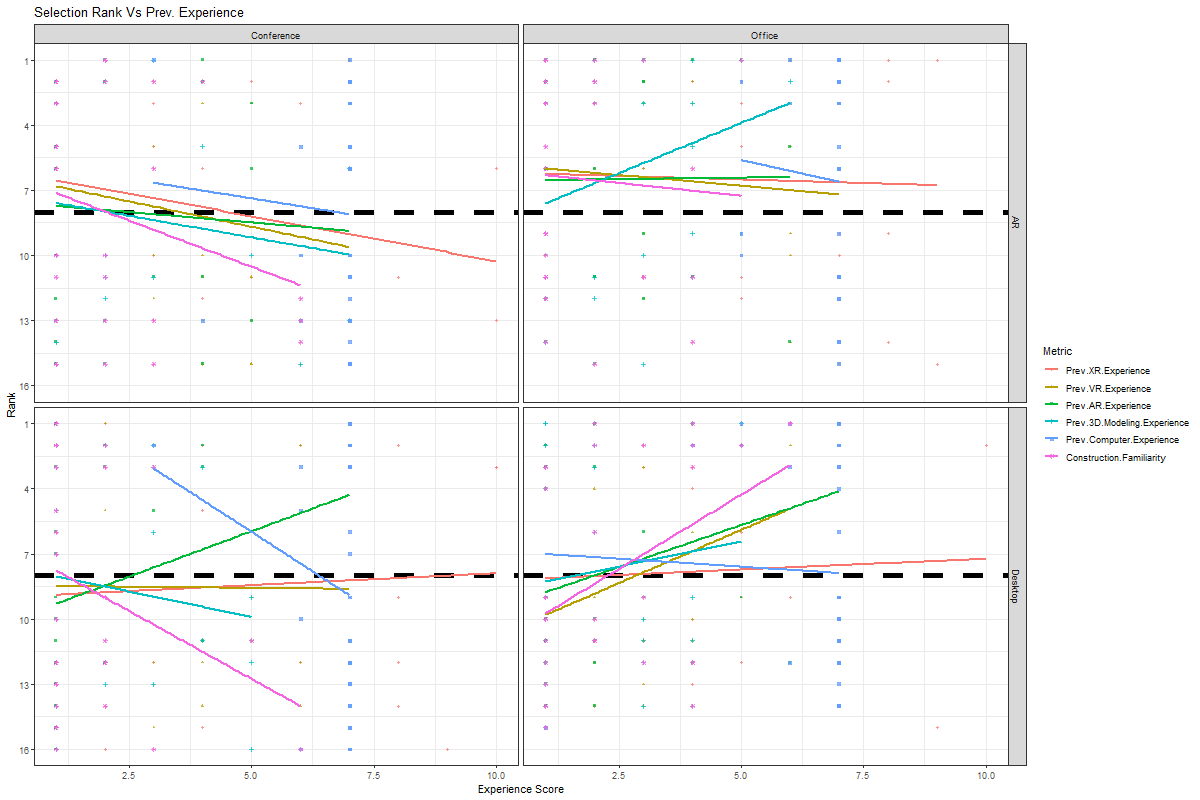 Selection Rank Vs Prev. Experience
Conference
Office
1
4
7
10
13
16
AR
Rank
1
4
7
10
13
16
Desktop
2.5
5.0
7.5
10.0
2.5
5.0
7.5
10.0
Experience Score
Metric
Prev.XR.Experience
Prev.VR.Experience
Prev.AR.Experience
Prev.3D.Modeling.Experience
Prev.Computer.Experience
Construction.Familiarity